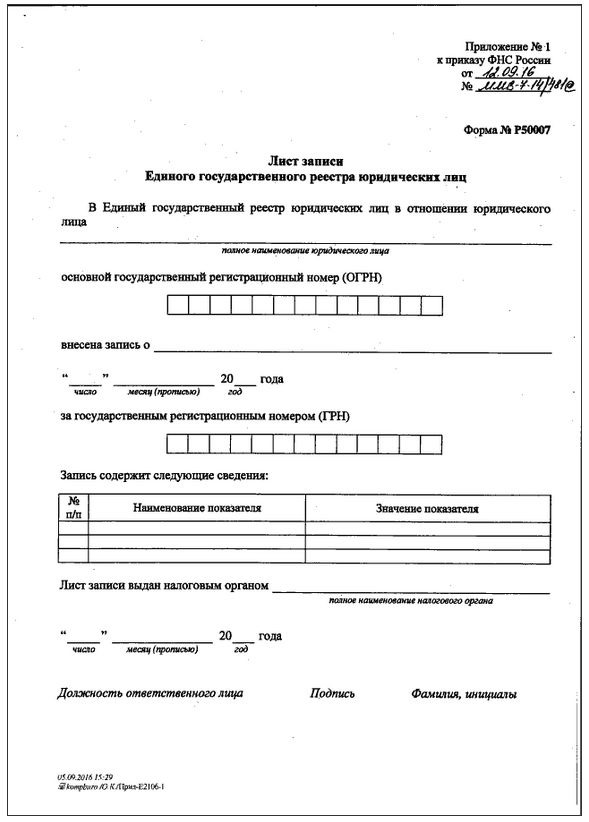 Приложение № 1
к приказу ФНС России
от 12.09.16
№ ММВ-7-14/481@
Форма № Р50007
Лист записи
Единого государственного реестра юридических лиц
В Единый государственный реестр юридических лиц в отношении юридического
лица
полное наименование юридического лица
основной государственный регистрационный номер (ОГРН)
внесена запись о
“ ” 20 года
число месяц (прописью) год
за государственным регистрационным номером (ГРН)
Запись содержит следующие сведения:
№ Наименование показателя Значение показателя
п/п
Лист записи выдан налоговым органом
полное наименование налогового органа
“ ” 20 года
число месяц (прописью) год
Должность ответственного лица Подпись Фамилия, инициалы
05.09.2016 15:29
kompburo /О.К./Прил-Е2106-1